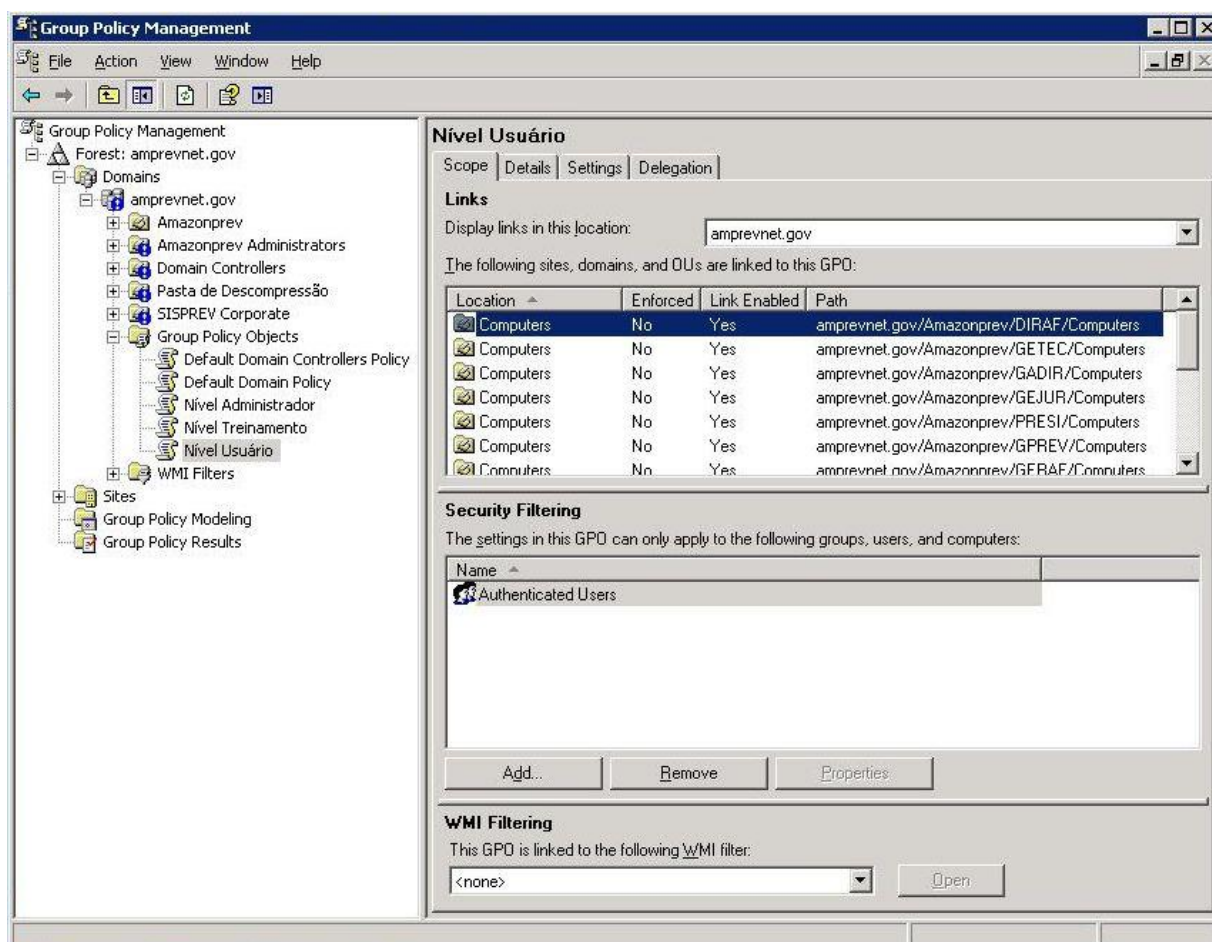 Group Policy Management
File Action View Window Help
Group Policy Management
Forest: amprevnet.gov
Domains
amprevnet.gov
Amazonprev
Amazonprev Administrators
Domain Controllers
Pasta de Descompressão
SISPREV Corporate
Group Policy Objects
Default Domain Controllers Policy
Default Domain Policy
Nível Administrador
Nível Treinamento
Nível Usuário
WMI Filters
Sites
Group Policy Modeling
Group Policy Results
Nível Usuário
Scope Details Settings Delegation
Links
Display links in this location: amprevnet.gov
The following sites, domains, and OUs are linked to this GPO:
Location Enforced Link Enabled Path
Computers No Yes amprevnet.gov/Amazonprev/DIRAF/Computers
Computers No Yes amprevnet.gov/Amazonprev/GETEC/Computers
Computers No Yes amprevnet.gov/Amazonprev/GADIR/Computers
Computers No Yes amprevnet.gov/Amazonprev/GEJUR/Computers
Computers No Yes amprevnet.gov/Amazonprev/PRESI/Computers
Computers No Yes amprevnet.gov/Amazonprev/GPREV/Computers
Computers No Yes amprevnet.gov/Amazonprev/GERAF/Computers
Security Filtering
The settings in this GPO can only apply to the following groups, users, and computers:
Name
Authenticated Users
Add... Remove Properties
WMI Filtering
This GPO is linked to the following WMI filter:
<none> Open